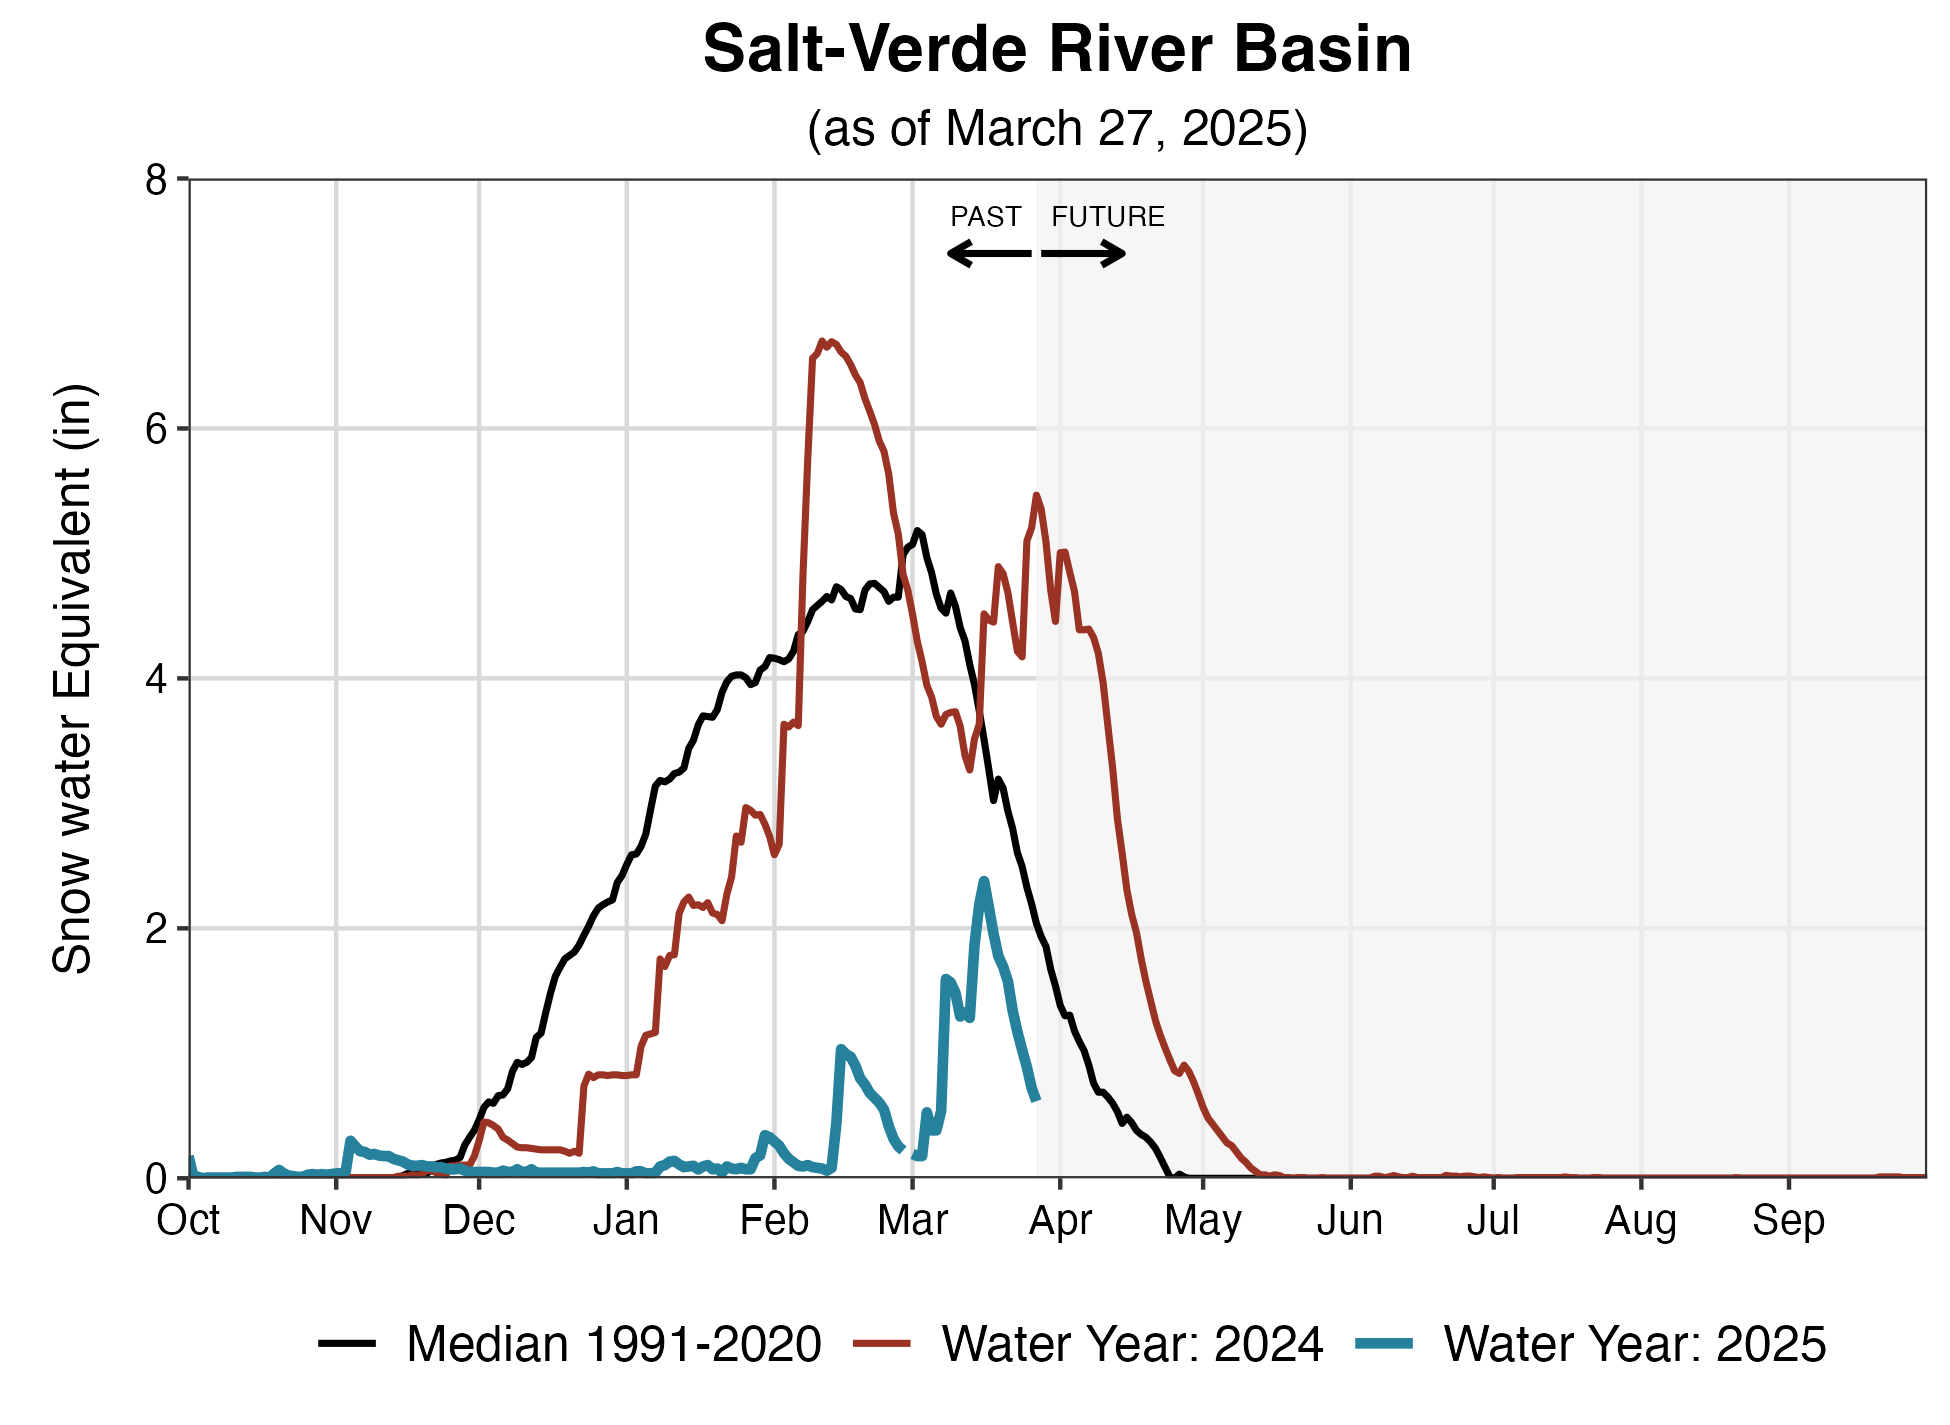 Salt-Verde River Basin
(as of March 27, 2025)
PAST FUTURE
Snow water Equivalent (in)
8
6
4
2
0
Oct Nov Dec Jan Feb Mar Apr May Jun Jul Aug Sep
Median 1991-2020 Water Year: 2024 Water Year: 2025